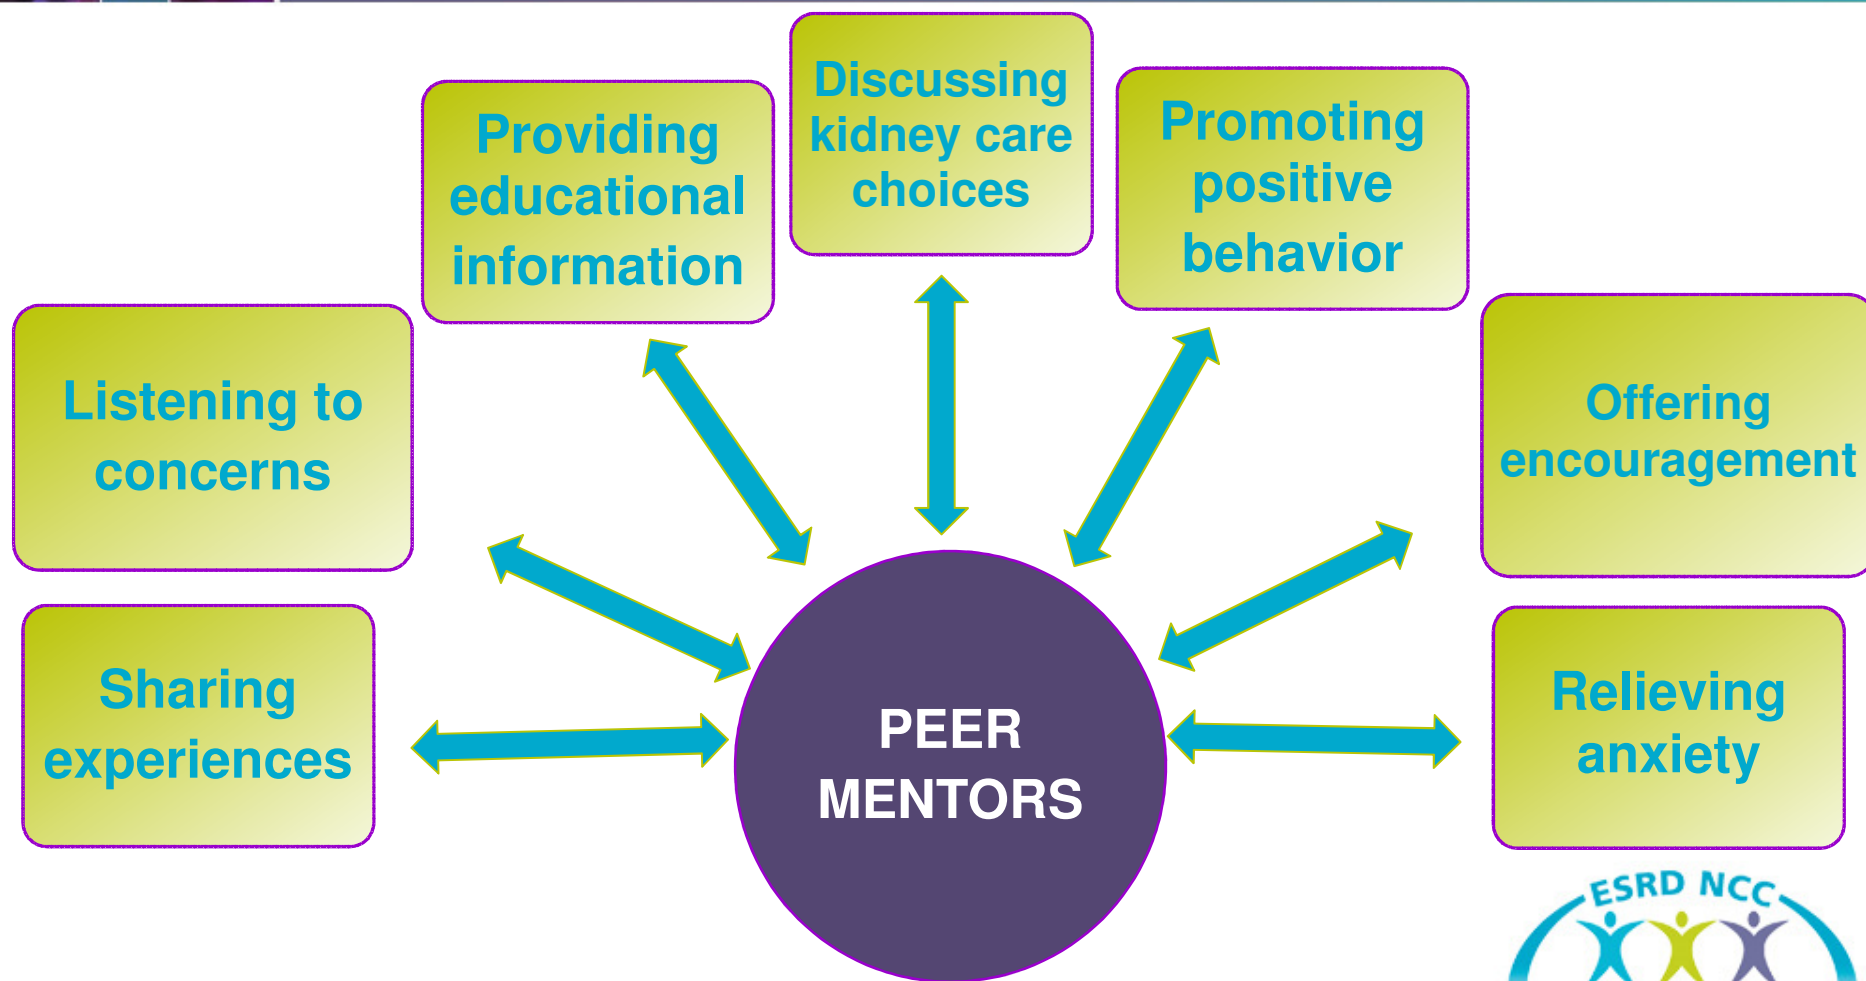 Discussing
kidney care
choices
Providing
educational
information
Promoting
positive
behavior
Listening to
concerns
Offering
encouragement
Sharing
experiences
Relieving
anxiety
PEER
MENTORS
ESRD NCC